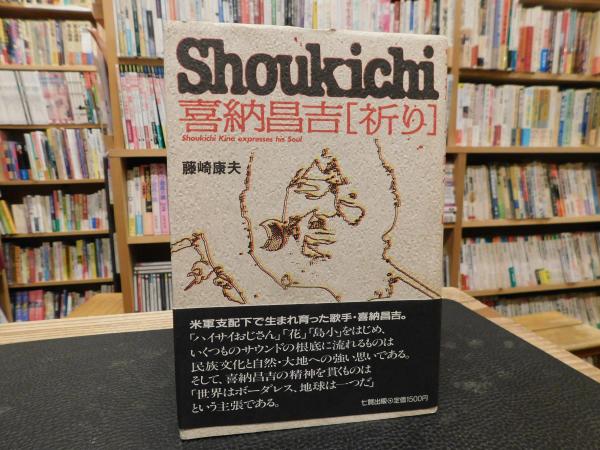 Shoukichi
喜納昌吉[祈り]
Shoukichi Kina expresses his Soul
藤崎康夫
米軍支配下で生まれ育った歌手・喜納昌吉。
「ハイサイおじさん」「花」「島小」をはじめ、
いくつものサウンドの根底に流れるものは
民族文化と自然・大地への強い思いである。
そして、喜納昌吉の精神を貫くものは
「世界はボーダレス、地球は一つだ」
という主張である。
七賢出版●定価1500円